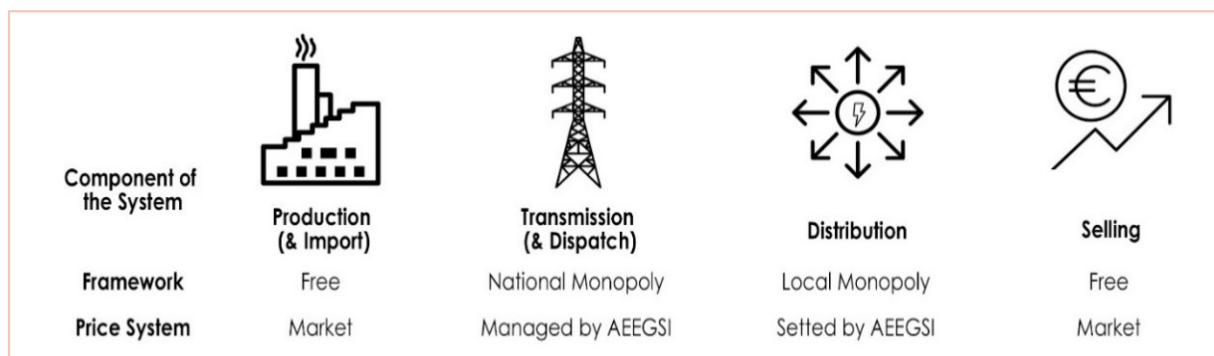 Component of
the System
Production
(& Import)
Transmission
(& Dispatch)
Distribution
Selling
Framework Free National Monopoly Local Monopoly Free
Price System Market Managed by AEEGSI Setted by AEEGSI Market